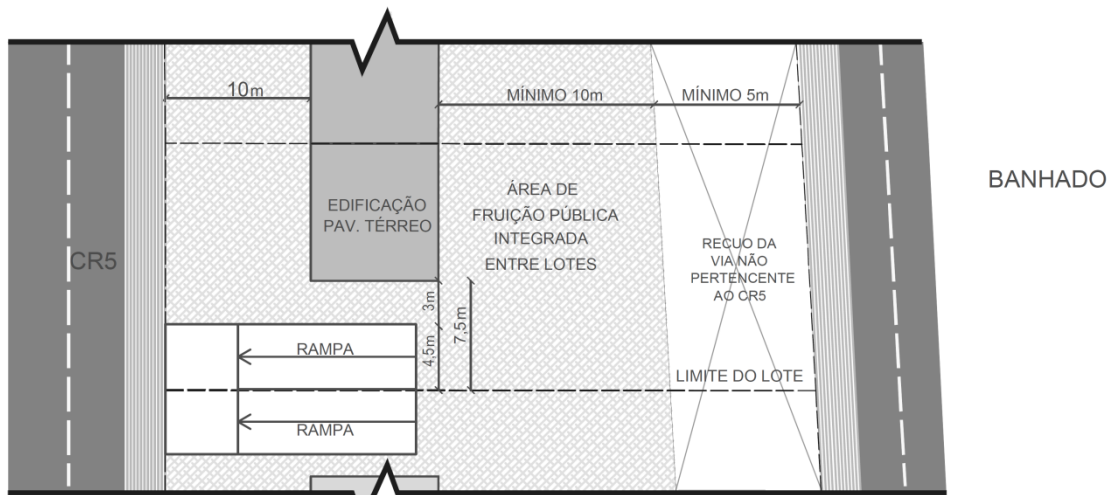 10m
MÍNIMO 10m
MÍNIMO 5m
BANHADO
EDIFICAÇÃO
PAV. TÉRREO
ÁREA DE
FRUIÇÃO PÚBLICA
INTEGRADA
ENTRE LOTES
RECUO DA
VIA NÃO
PERTENCENTE
AO CR5
CR5
3m
7,5m
4,5m
RAMPA
LIMITE DO LOTE
RAMPA